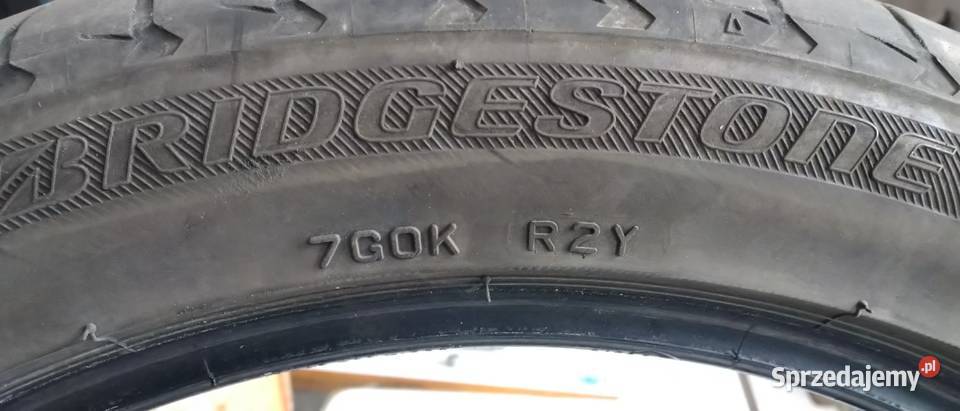 BRIDGESTONE
7G0K R2Y
Sprzedajemy.pl